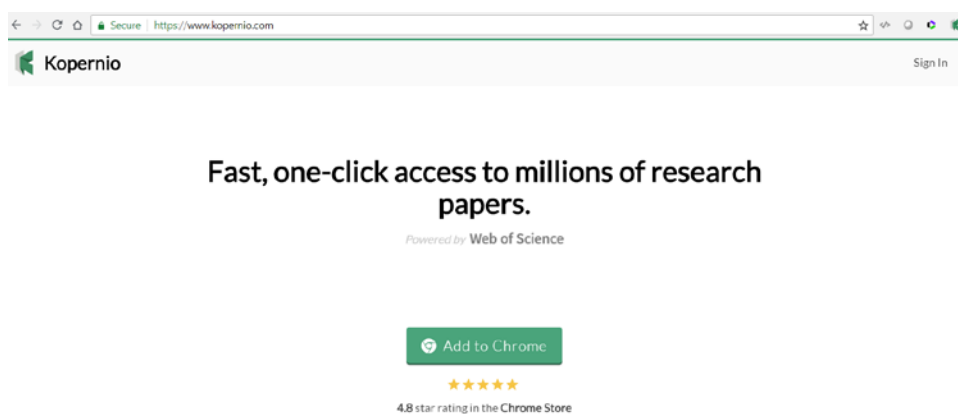 Secure https://www.kopernio.com
Kopernio
Sign In
Fast, one-click access to millions of research
papers.
Powered by Web of Science
Add to Chrome
4.8 star rating in the Chrome Store